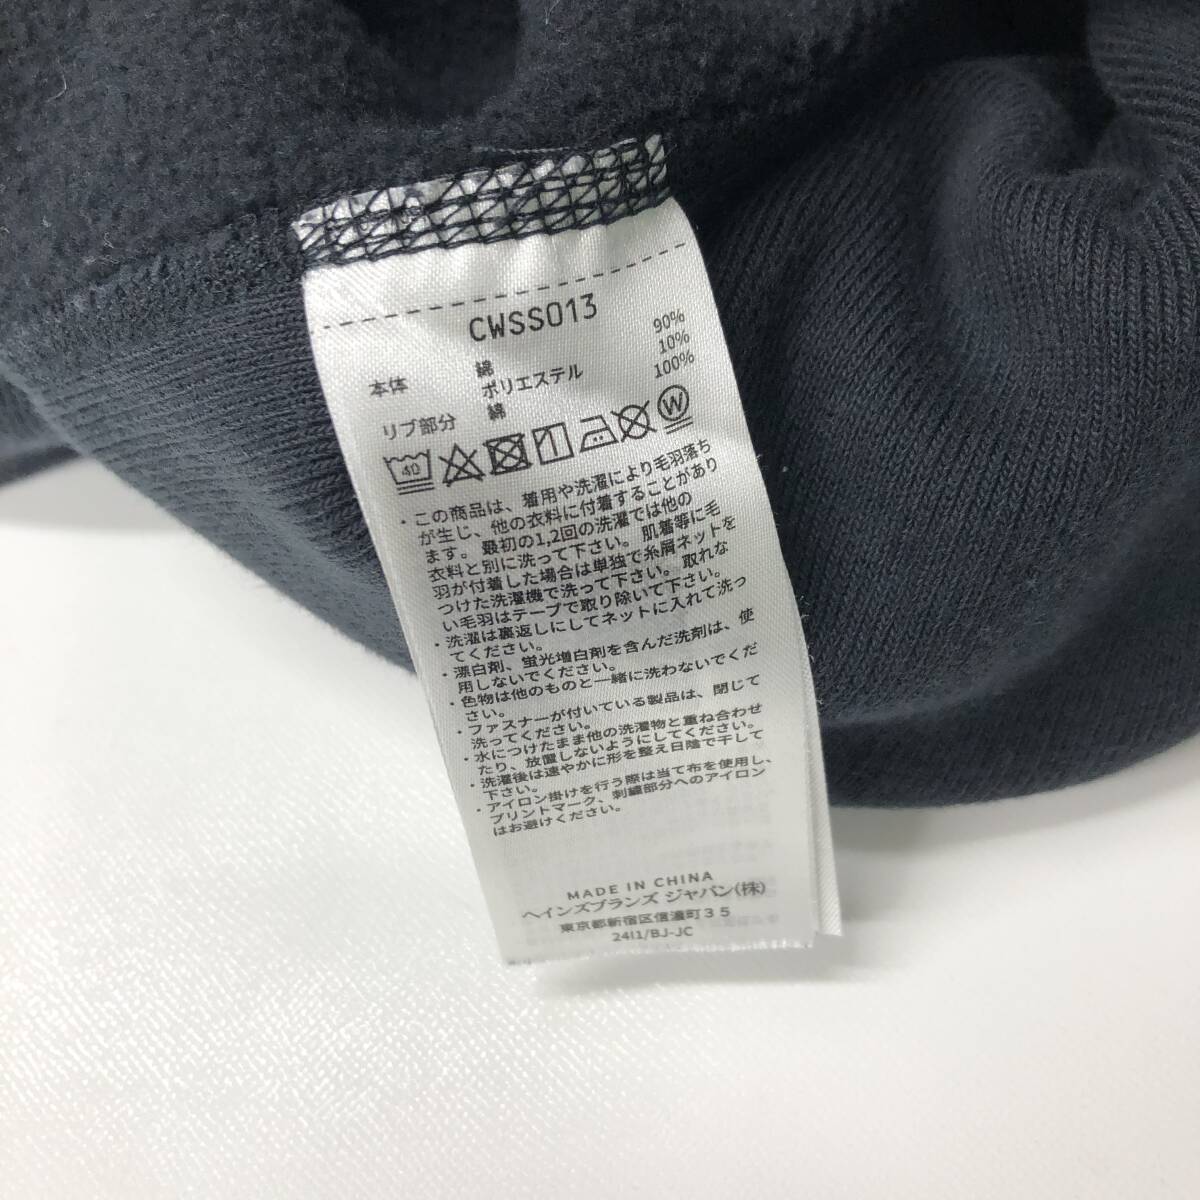 CWSS013
本体 綿 90%
ポリエステル 10%
リブ部分 綿 100%
40 W
・この商品は、着用や洗濯により毛羽落ち
が生じ、他の衣料に付着することがあり
ます。最初の1,2回の洗濯では他の
衣料と別に洗って下さい。肌着等に毛
羽が付着した場合は単独で糸屑ネットを
つけた洗濯機で洗って下さい。取れな
い毛羽はテープで取り除いて下さい。
・洗濯は裏返しにしてネットに入れて洗っ
てください。
・漂白剤、蛍光増白剤を含んだ洗剤は、使
用しないでください。
・色物は他のものと一緒に洗わないでくだ
さい。
・ファスナーが付いている製品は、閉じて
洗ってください。
・水につけたまま他の洗濯物と重ね合わせ
たり、放置しないようにしてください。
・洗濯後は速やかに形を整え日陰で干して
下さい。
・アイロン掛けを行う際は当て布を使用し、
プリントマーク、刺繍部分へのアイロン
はお避けください。
MADE IN CHINA
ヘインズブランズ ジャパン(株)
東京都新宿区信濃町35
24I1/BJ-JC